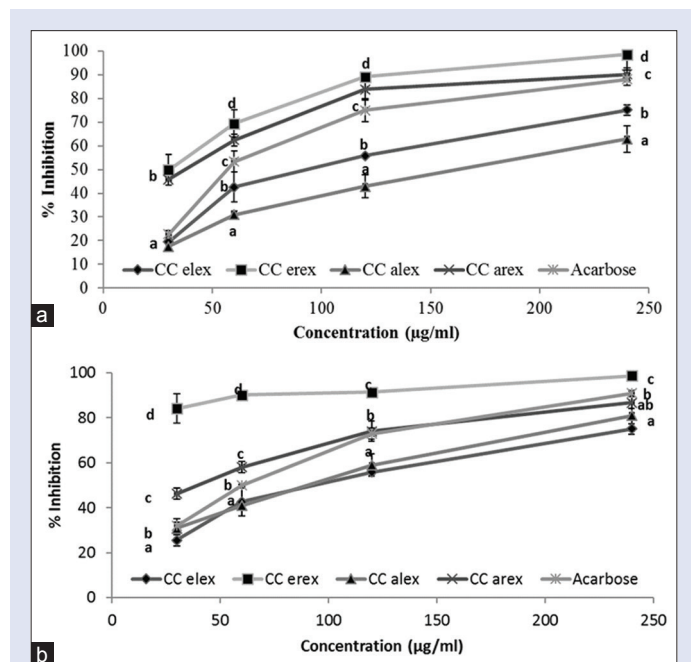 100
90
80
70
60
50
40
30
20
10
0
% Inhibition
d
d
d
c
b
c
b
b
c
b
a
a
a
a
CC elex CC erex CC alex CC arex Acarbose
0 50 100 150 200 250
Concentration (µg/ml)
a
100
80
60
40
20
0
% Inhibition
d
d
c
c
b
ab
a
c
c
b
b
a
b
a
a
CC elex CC erex CC alex CC arex Acarbose
0 50 100 150 200 250
Concentration (µg/ml)
b